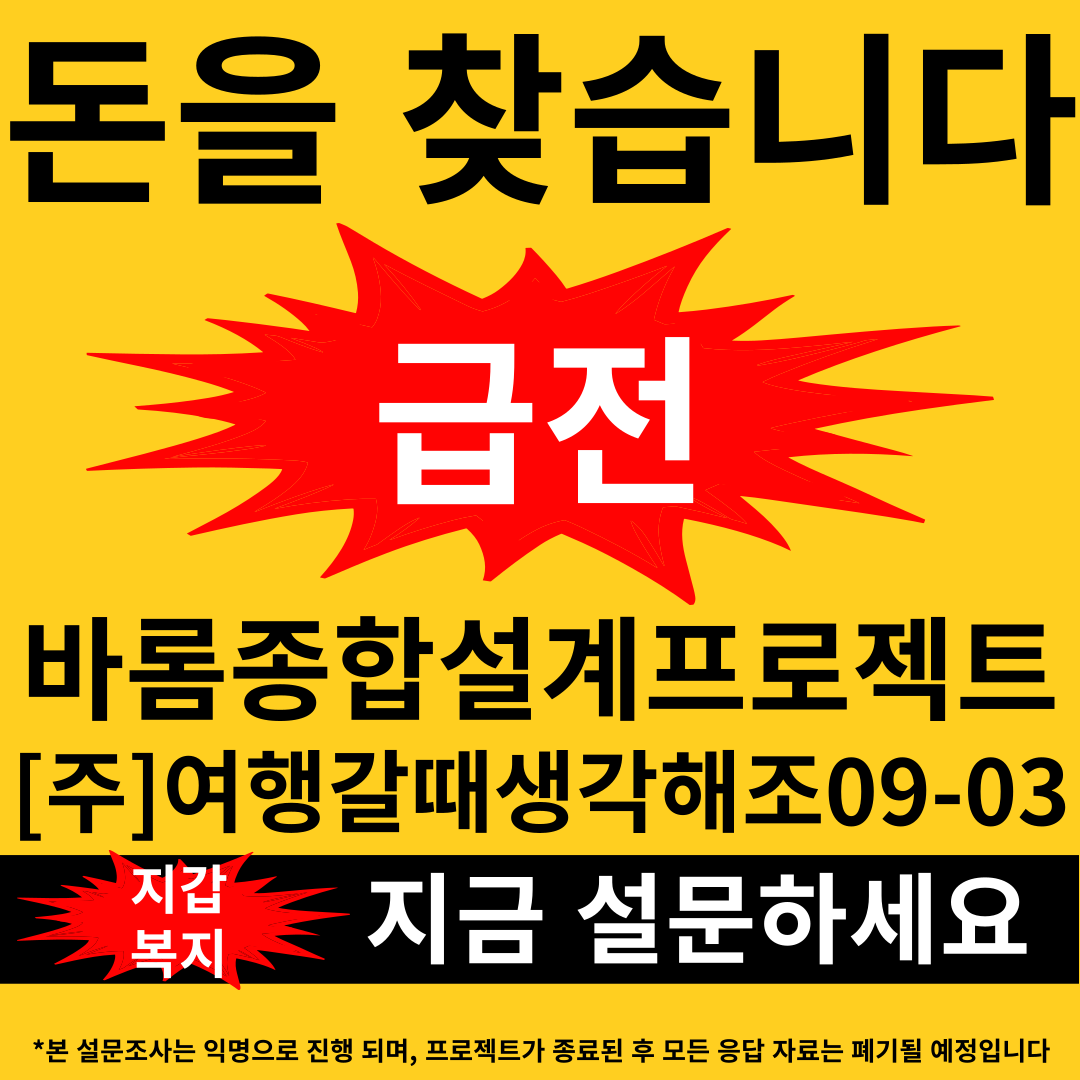 돈을 찾습니다
급전
바롬종합설계프로젝트
[주]여행갈때생각해조09-03
지갑
복지
지금 설문하세요
*본 설문조사는 익명으로 진행 되며, 프로젝트가 종료된 후 모든 응답 자료는 폐기될 예정입니다